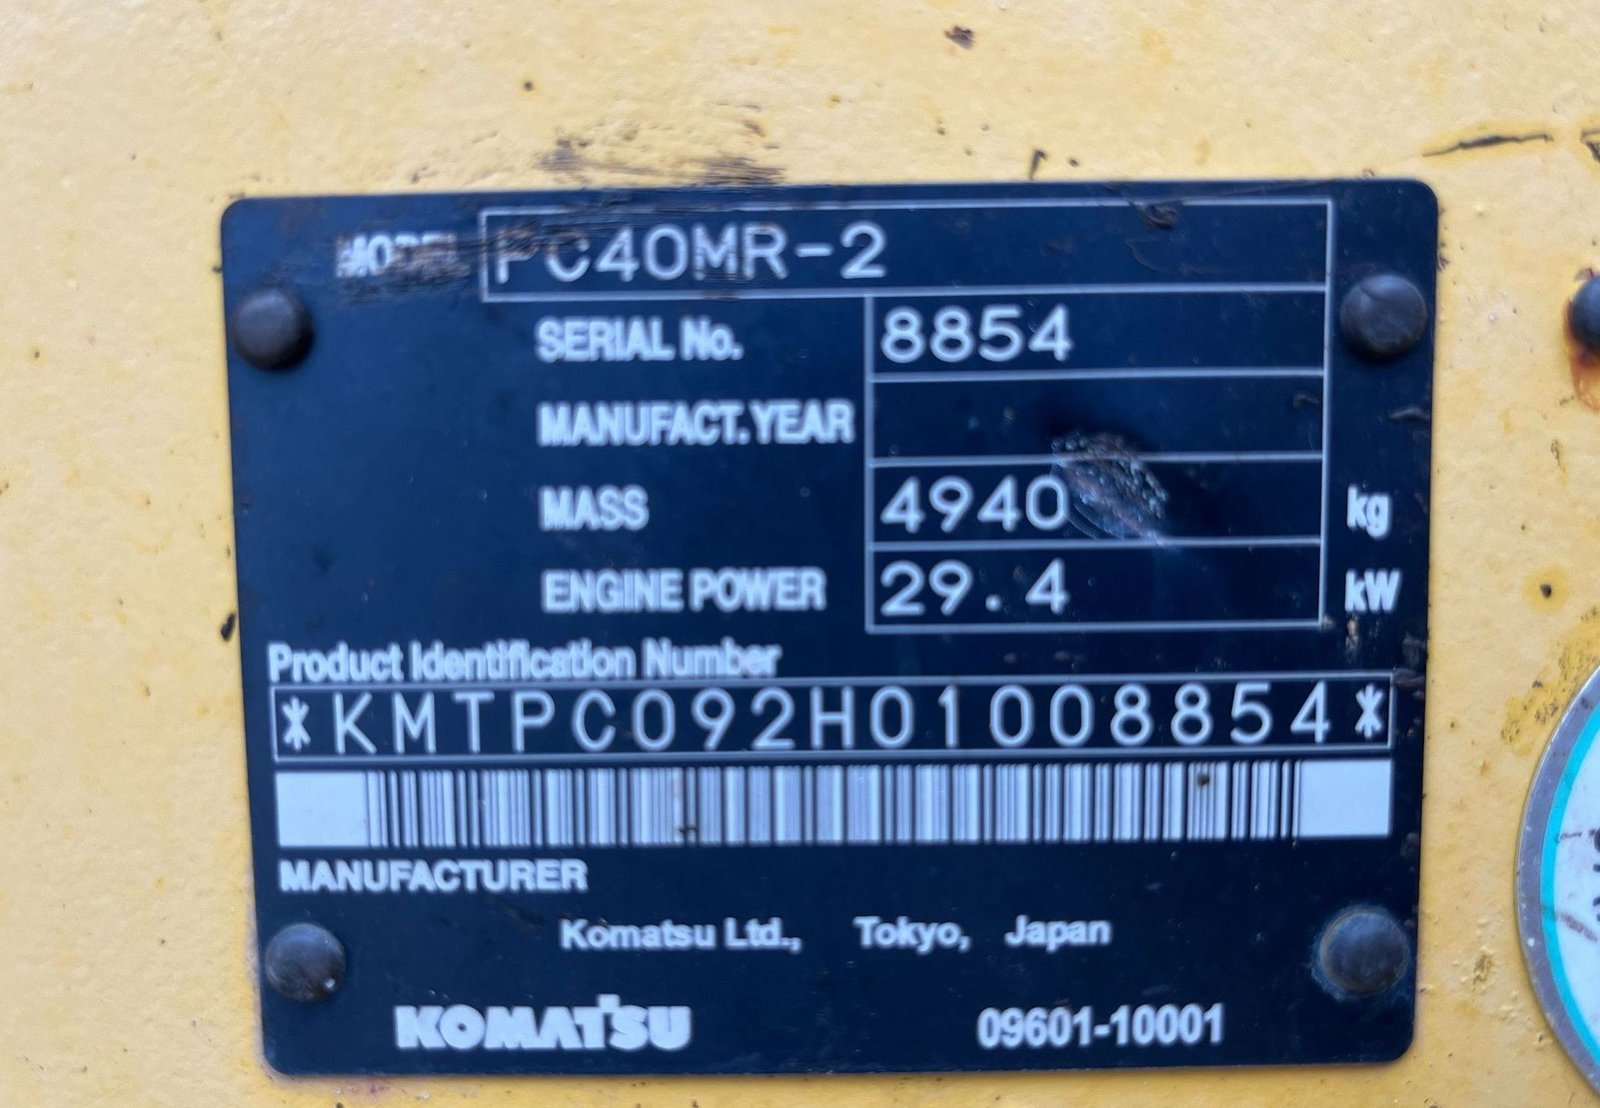 MODEL PC40MR-2
SERIAL No. 8854
MANUFACT.YEAR
MASS 4940 kg
ENGINE POWER 29.4 kW
Product Identification Number
*KMTPC092H01008854*
MANUFACTURER
Komatsu Ltd., Tokyo, Japan
KOMATSU 09601-10001